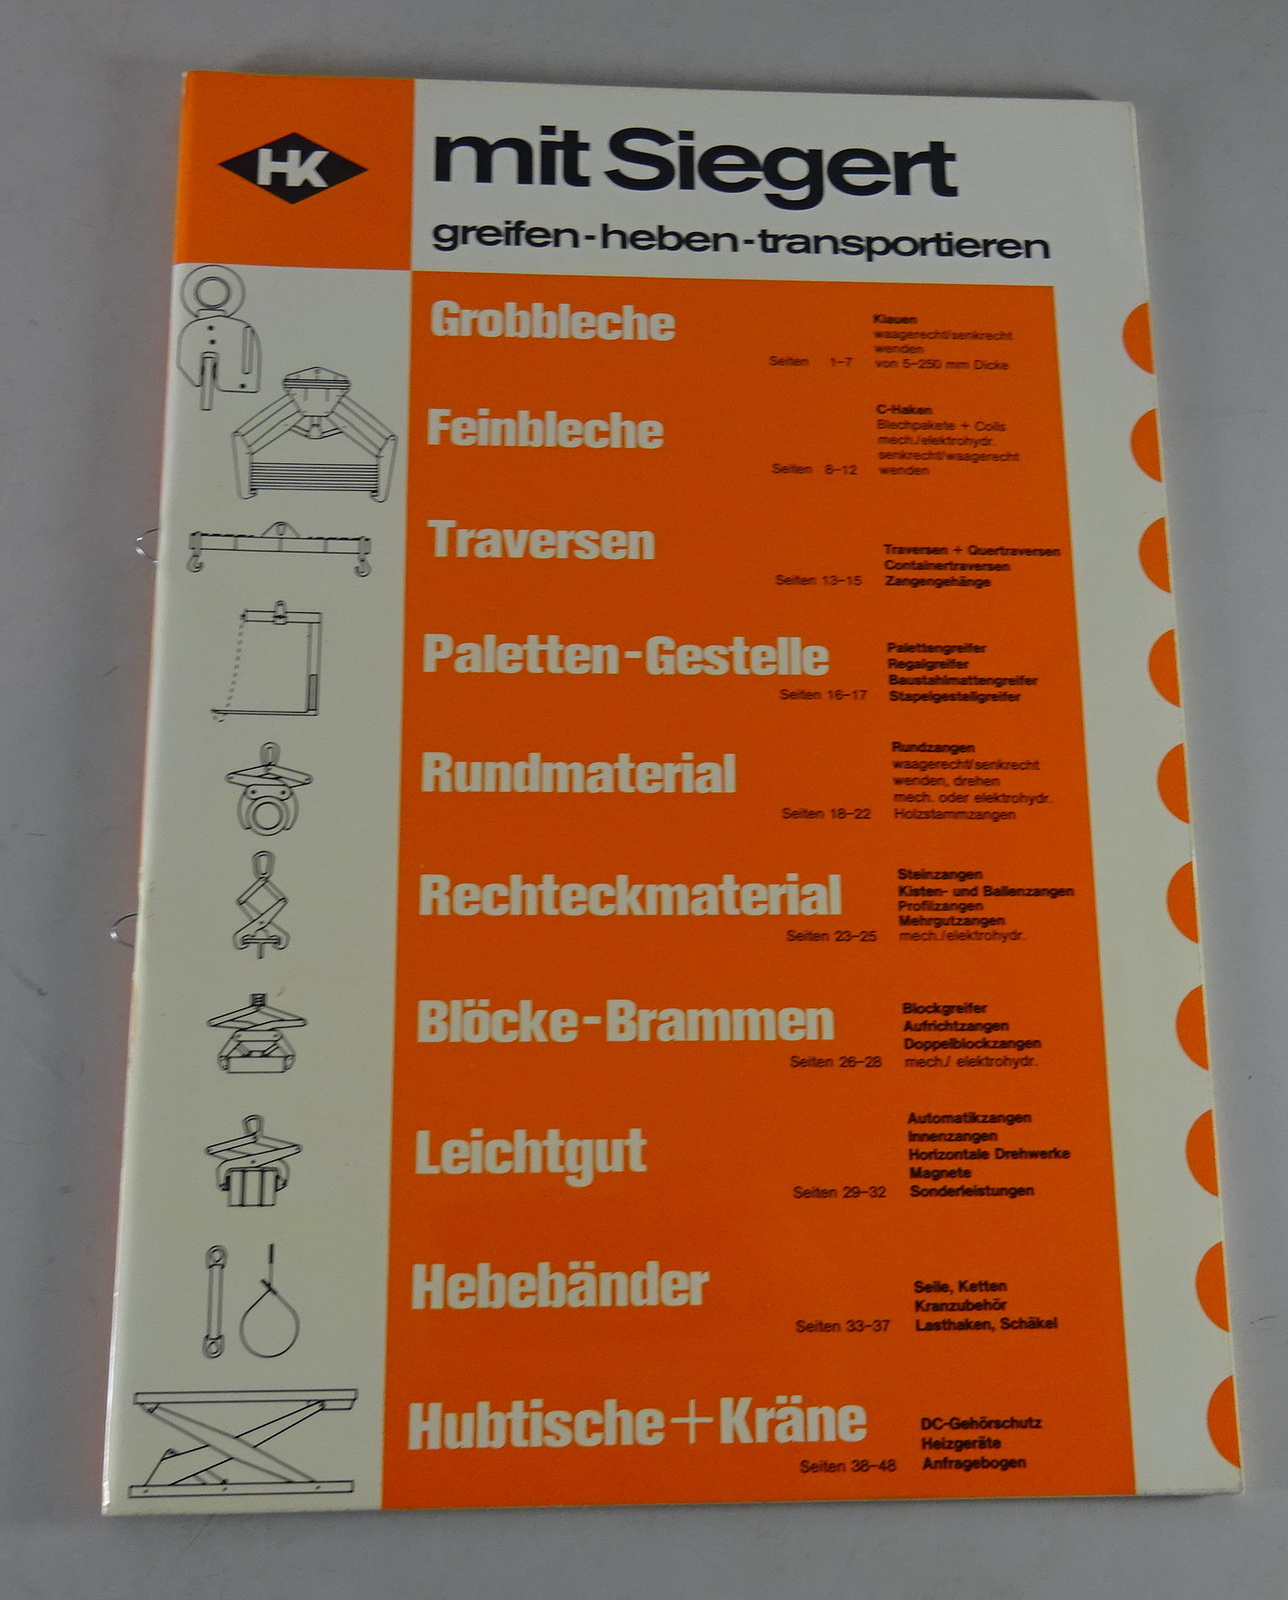 HK
mit Siegert
greifen-heben-transportieren
Grobbleche
Seiten 1-7
Klauen
waagerecht/senkrecht
wenden
von 5-250 mm Dicke
Feinbleche
Seiten 8-12
C-Haken
Blechpakete + Coils
mech./elektrohydr.
senkrecht/waagerecht
wenden
Traversen
Seiten 13-15
Traversen + Quertraversen
Containertraversen
Zangengehänge
Paletten-Gestelle
Seiten 16-17
Palettengreifer
Regalgreifer
Baustahlmattengreifer
Stapelgestellgreifer
Rundmaterial
Seiten 18-22
Rundzangen
waagerecht/senkrecht
wenden, drehen
mech. oder elektrohydr.
Holzstammzangen
Rechteckmaterial
Seiten 23-25
Steinzangen
Kisten- und Ballenzangen
Profilzangen
Mehrgutzangen
mech./elektrohydr.
Blöcke-Brammen
Seiten 26-28
Blockgreifer
Aufrichtzangen
Doppelblockzangen
mech./ elektrohydr.
Leichtgut
Seiten 29-32
Automatikzangen
Innenzangen
Horizontale Drehwerke
Magnete
Sonderleistungen
Hebebänder
Seiten 33-37
Seile, Ketten
Kranzubehör
Lasthaken, Schäkel
Hubtische+Kräne
Seiten 38-48
DC-Gehörschutz
Heizgeräte
Anfragebogen